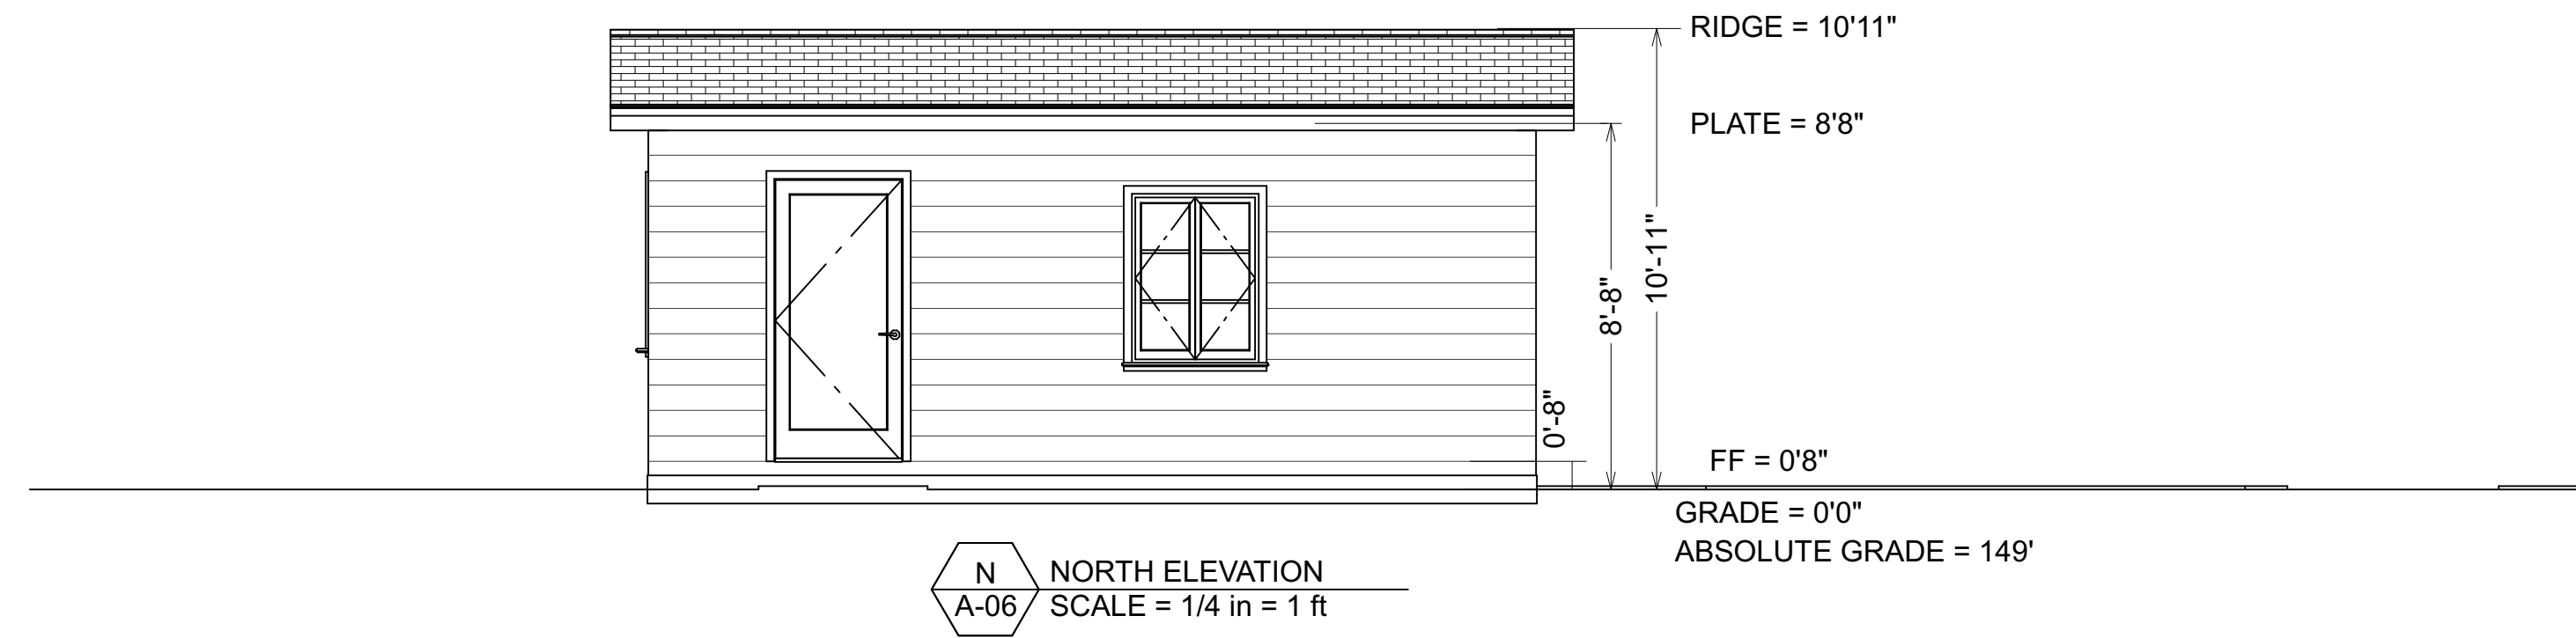 RIDGE = 10'11"
PLATE = 8'8"
10'-11"
8'-8"
0'-8"
FF = 0'8"
GRADE = 0'0"
ABSOLUTE GRADE = 149'
N
NORTH ELEVATION
A-06
SCALE = 1/4 in = 1 ft